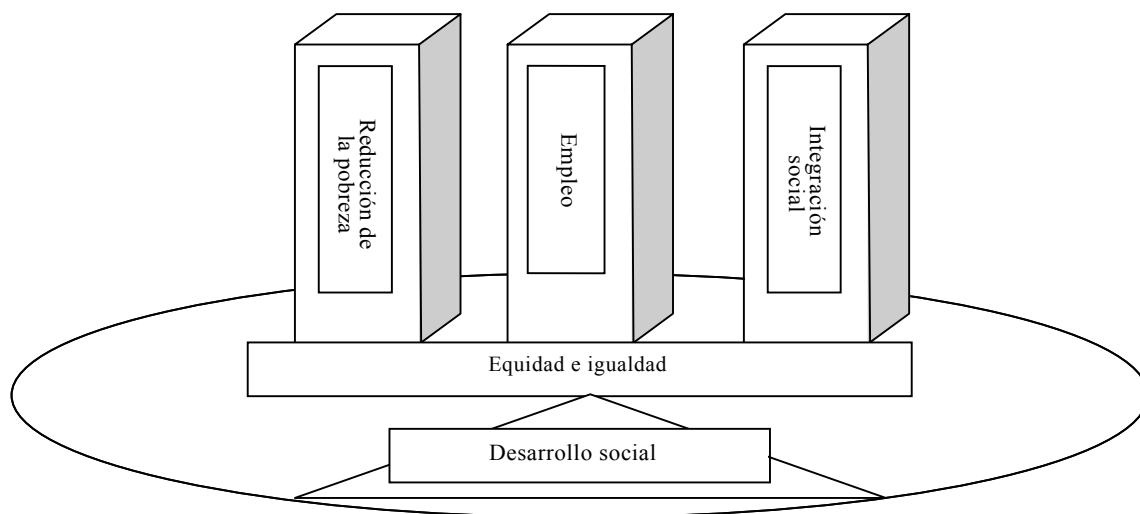 Reducción de
la pobreza
Empleo
Integración
social
Equidad e igualdad
Desarrollo social